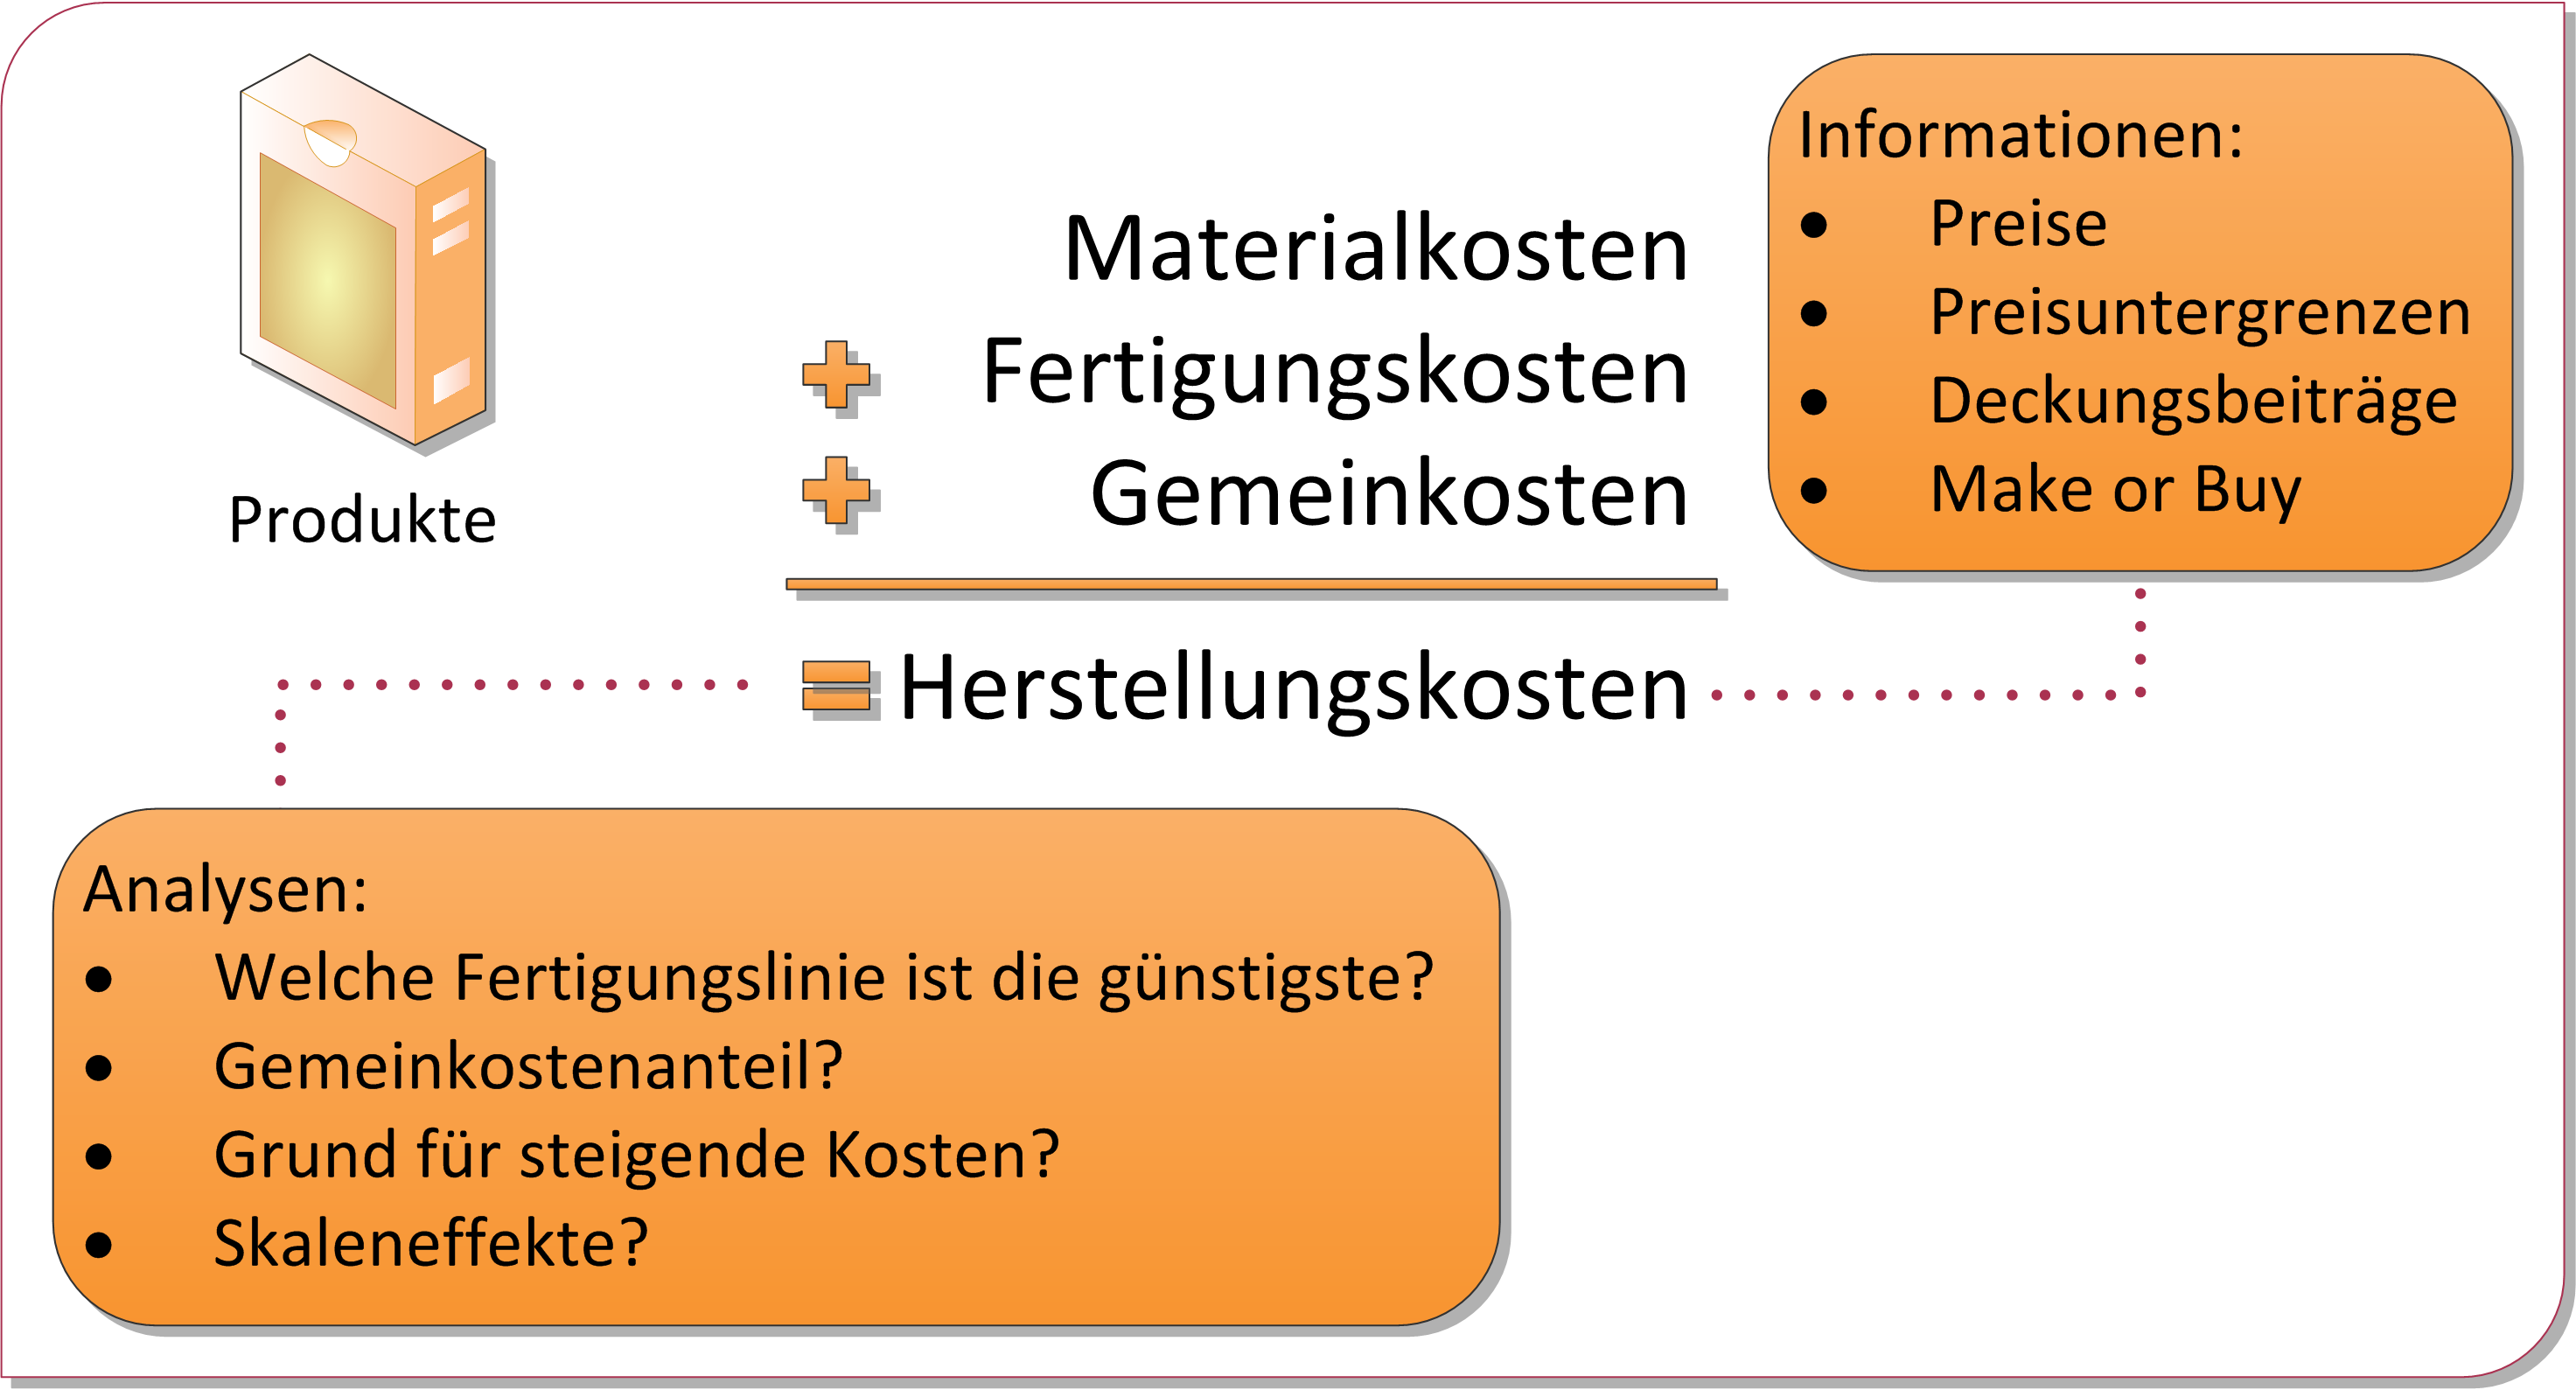 Produkte
Materialkosten
Fertigungskosten
Gemeinkosten
Herstellungskosten
Informationen:
• Preise
• Preisuntergrenzen
• Deckungsbeiträge
• Make or Buy
Analysen:
• Welche Fertigungslinie ist die günstigste?
• Gemeinkostenanteil?
• Grund für steigende Kosten?
• Skaleneffekte?